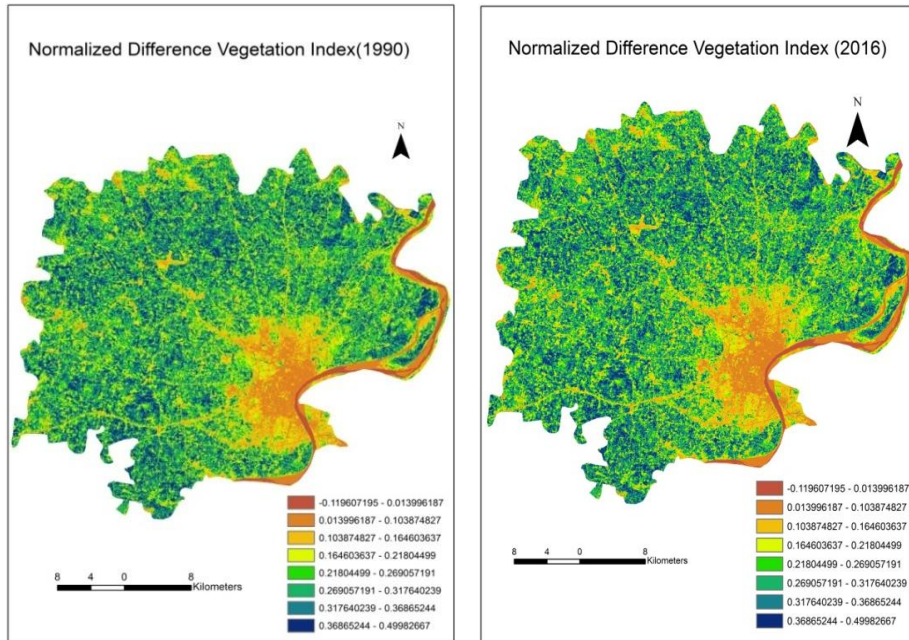 Normalized Difference Vegetation Index(1990)
N
-0.119607195 - 0.013996187
0.013996187 - 0.103874827
0.103874827 - 0.164603637
0.164603637 - 0.21804499
0.21804499 - 0.269057191
0.269057191 - 0.317640239
0.317640239 - 0.36865244
0.36865244 - 0.49982667
8 4 0 8
Kilometers
Normalized Difference Vegetation Index (2016)
N
-0.119607195 - 0.013996187
0.013996187 - 0.103874827
0.103874827 - 0.164603637
0.164603637 - 0.21804499
0.21804499 - 0.269057191
0.269057191 - 0.317640239
0.317640239 - 0.36865244
0.36865244 - 0.49982667
8 4 0 8
Kilometers